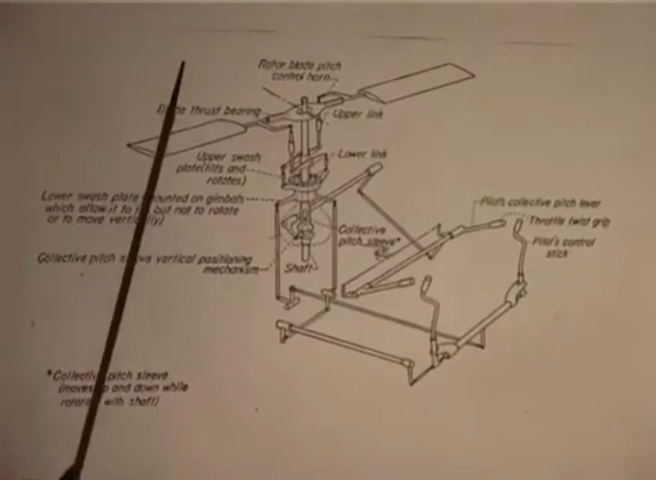 Rotor blade pitch
control horn
thrust bearing
Upper link
Upper swash
plate (tilts and
rotates)
Lower link
Lower swash plate mounted on gimbals
which allow it to but not to rotate
or to move vertically)
Pilot's collective pitch lever
Throttle twist grip
Pilot's control
stick
Collective
pitch sleeve*
Collective pitch vertical positioning
mechanism
Shaft
*Collective pitch sleeve
(moves up and down while
rotating with shaft)